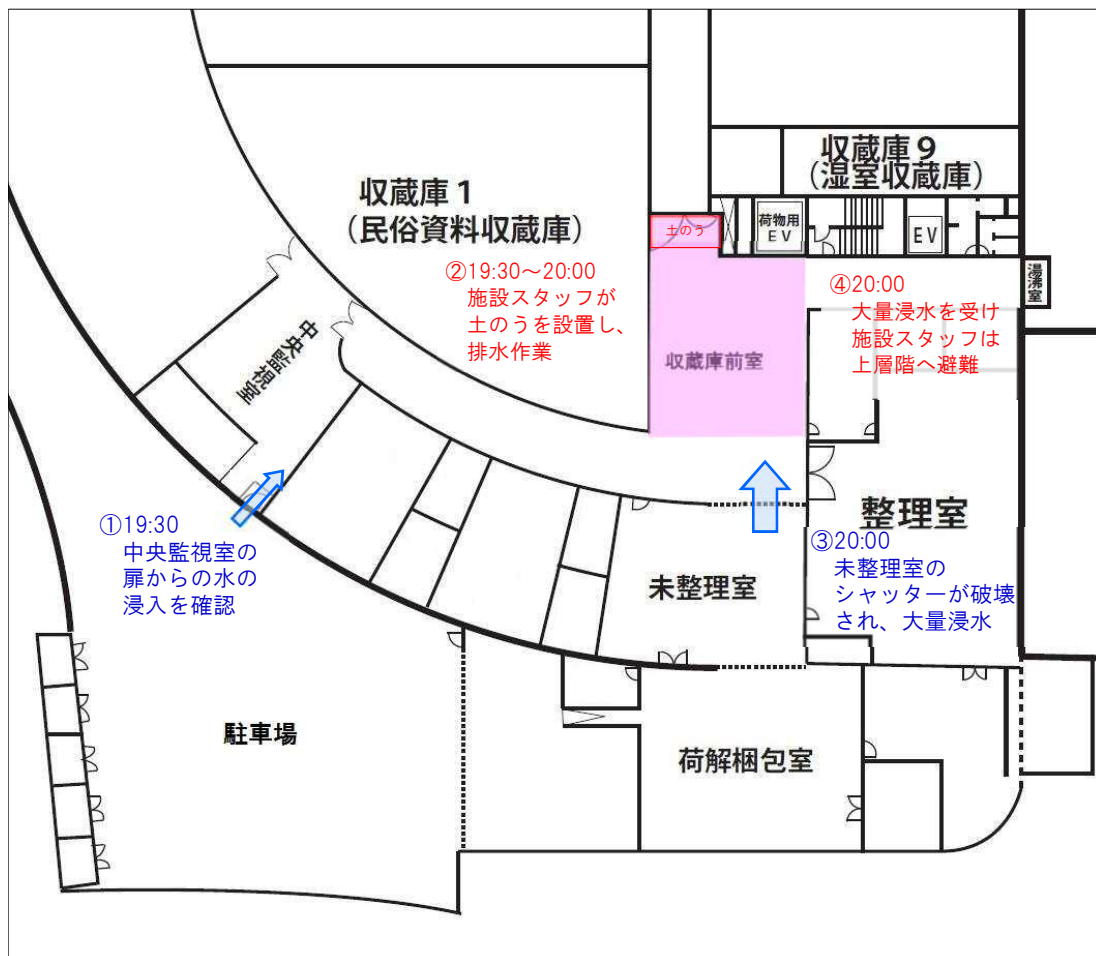 収蔵庫９
（湿室収蔵庫）
収蔵庫１
（民俗資料収蔵庫）
荷物用
ＥＶ
ＥＶ
土のう
湯沸室
②19:30～20:00
施設スタッフが
土のうを設置し、
排水作業
④20:00
大量浸水を受け
施設スタッフは
上層階へ避難
中央監視室
収蔵庫前室
整理室
①19:30
中央監視室の
扉からの水の
浸入を確認
③20:00
未整理室の
シャッターが破壊
され、大量浸水
未整理室
駐車場
荷解梱包室